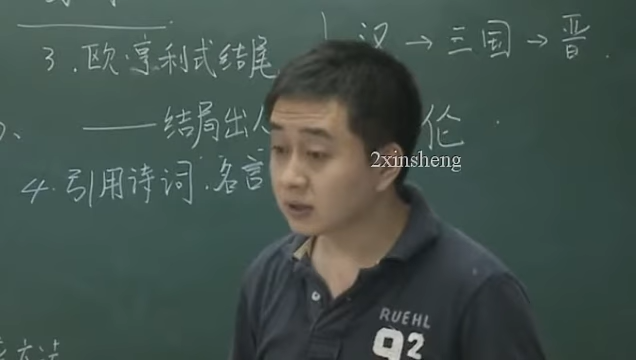 3.欧·亨利式结尾
汉→三国→晋
——结局出人
伦
4.引用诗词.名言
2xinsheng
RUEHL
92